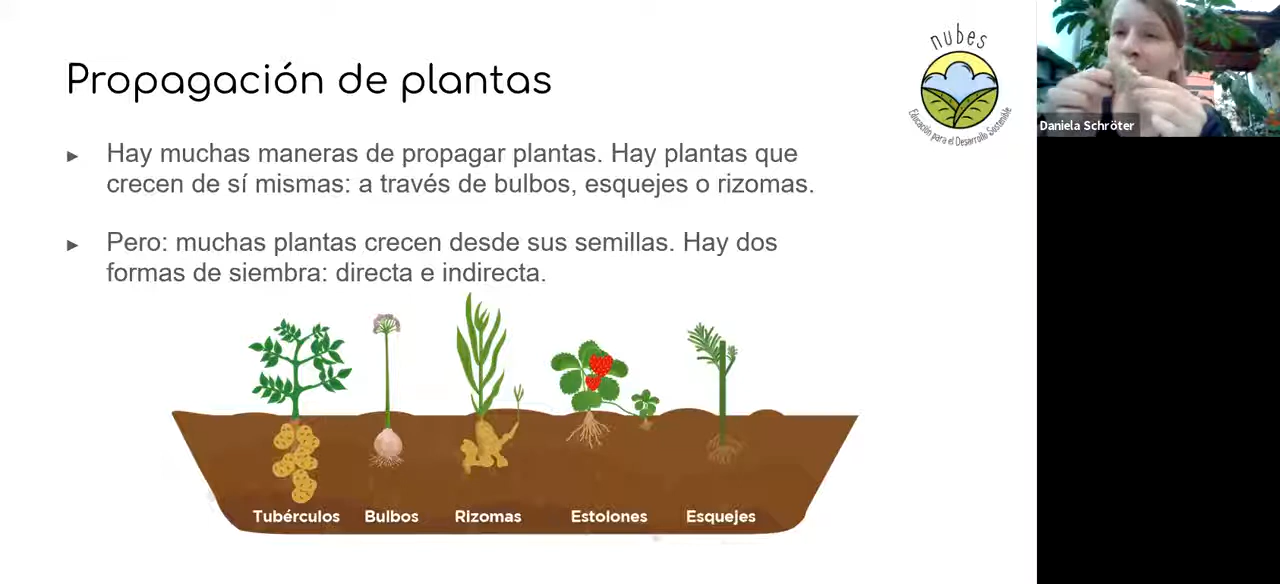 Propagación de plantas
► Hay muchas maneras de propagar plantas. Hay plantas que
crecen de sí mismas: a través de bulbos, esquejes o rizomas.
► Pero: muchas plantas crecen desde sus semillas. Hay dos
formas de siembra: directa e indirecta.
Tubérculos Bulbos Rizomas Estolones Esquejes
nubes
Educación para el Desarrollo Sostenible
Daniela Schröter